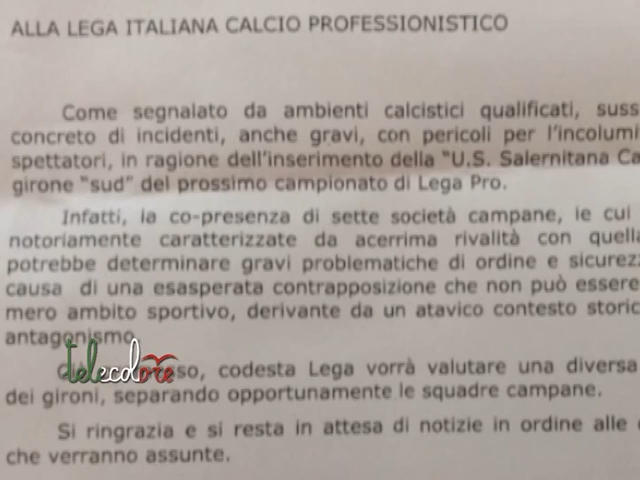 ALLA LEGA ITALIANA CALCIO PROFESSIONISTICO
Come segnalato da ambienti calcistici qualificati, suss
concreto di incidenti, anche gravi, con pericoli per l'incolumi
spettatori, in ragione dell'inserimento della "U.S. Salernitana Ca
girone "sud" del prossimo campionato di Lega Pro.
Infatti, la co-presenza di sette società campane, le cui
notoriamente caratterizzate da acerrima rivalità con quella
potrebbe determinare gravi problematiche di ordine e sicurezz
causa di una esasperata contrapposizione che non può essere
mero ambito sportivo, derivante da un atavico contesto storic
antagonismo
telecolore so, codesta Lega vorrà valutare una diversa
dei gironi, separando opportunamente le squadre campane.
Si ringrazia e si resta in attesa di notizie in ordine alle
che verranno assunte.